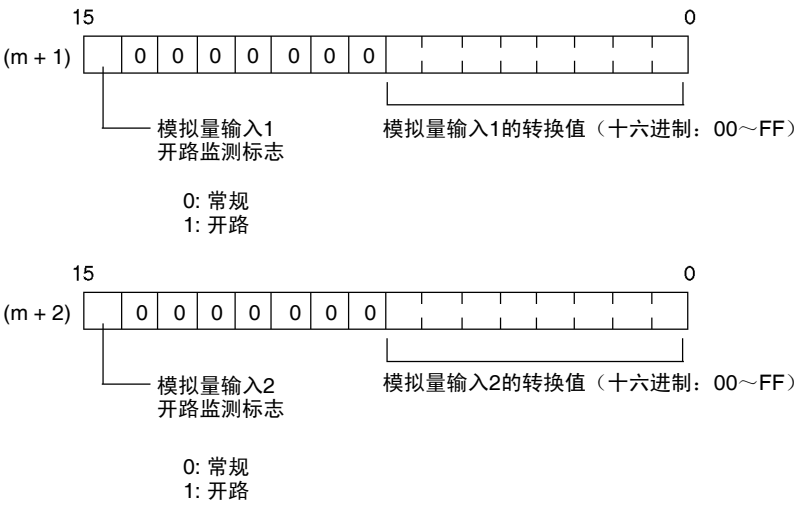 15 0
(m + 1) 0 0 0 0 0 0 0
模拟量输入1 模拟量输入1的转换值（十六进制：00～FF）
开路监测标志
0: 常规
1: 开路
15 0
(m + 2) 0 0 0 0 0 0 0
模拟量输入2 模拟量输入2的转换值（十六进制：00～FF）
开路监测标志
0: 常规
1: 开路